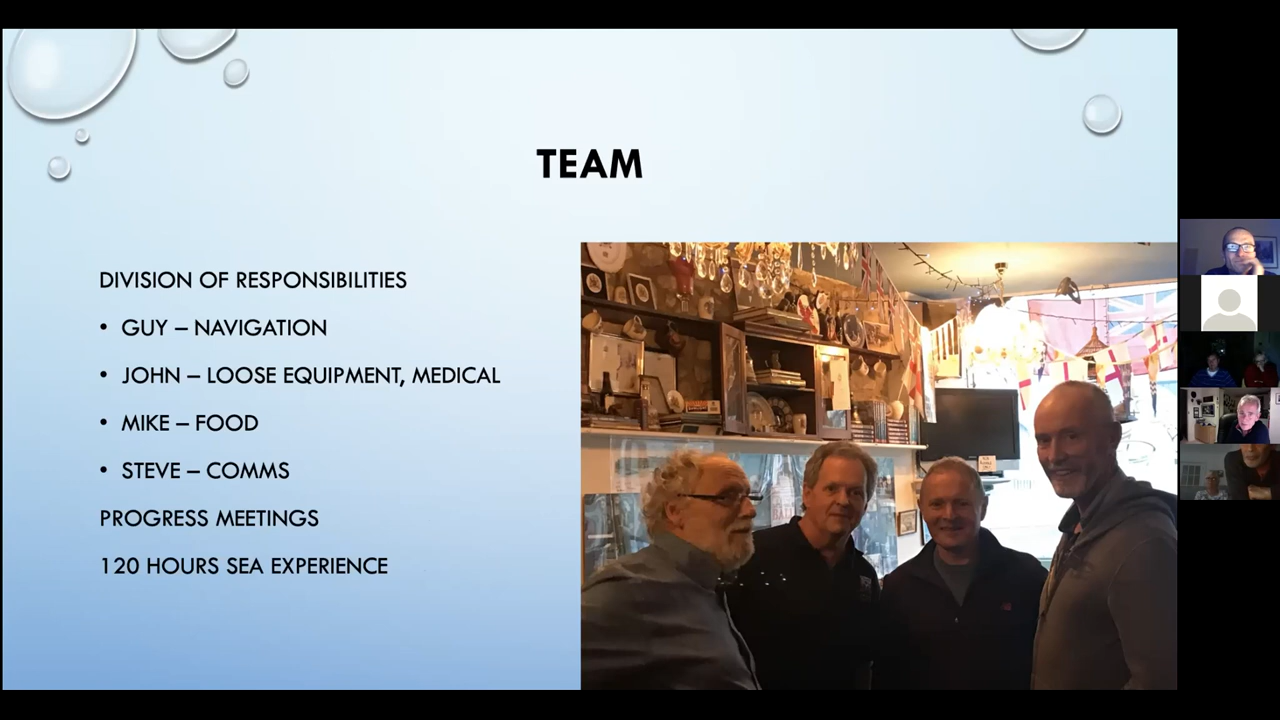 TEAM
DIVISION OF RESPONSIBILITIES
• GUY – NAVIGATION
• JOHN – LOOSE EQUIPMENT, MEDICAL
• MIKE – FOOD
• STEVE – COMMS
PROGRESS MEETINGS
120 HOURS SEA EXPERIENCE